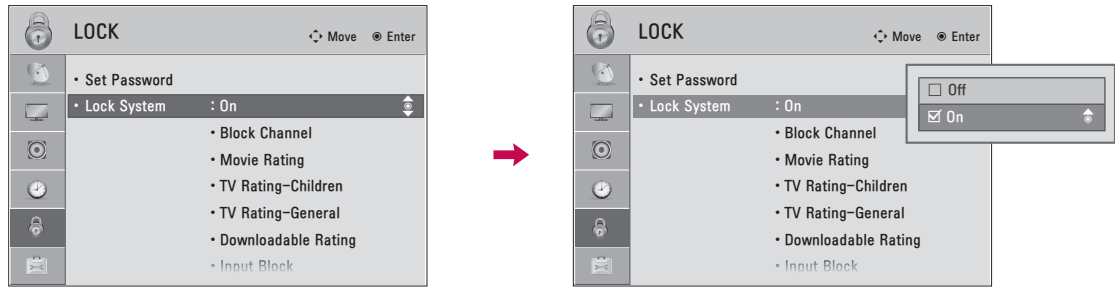 LOCK
Move Enter
• Set Password
• Lock System : On
• Block Channel
• Movie Rating
• TV Rating-Children
• TV Rating-General
• Downloadable Rating
• Input Block
LOCK
Move Enter
• Set Password
• Lock System : On
• Block Channel
• Movie Rating
• TV Rating-Children
• TV Rating-General
• Downloadable Rating
• Input Block
☐ Off
☑ On